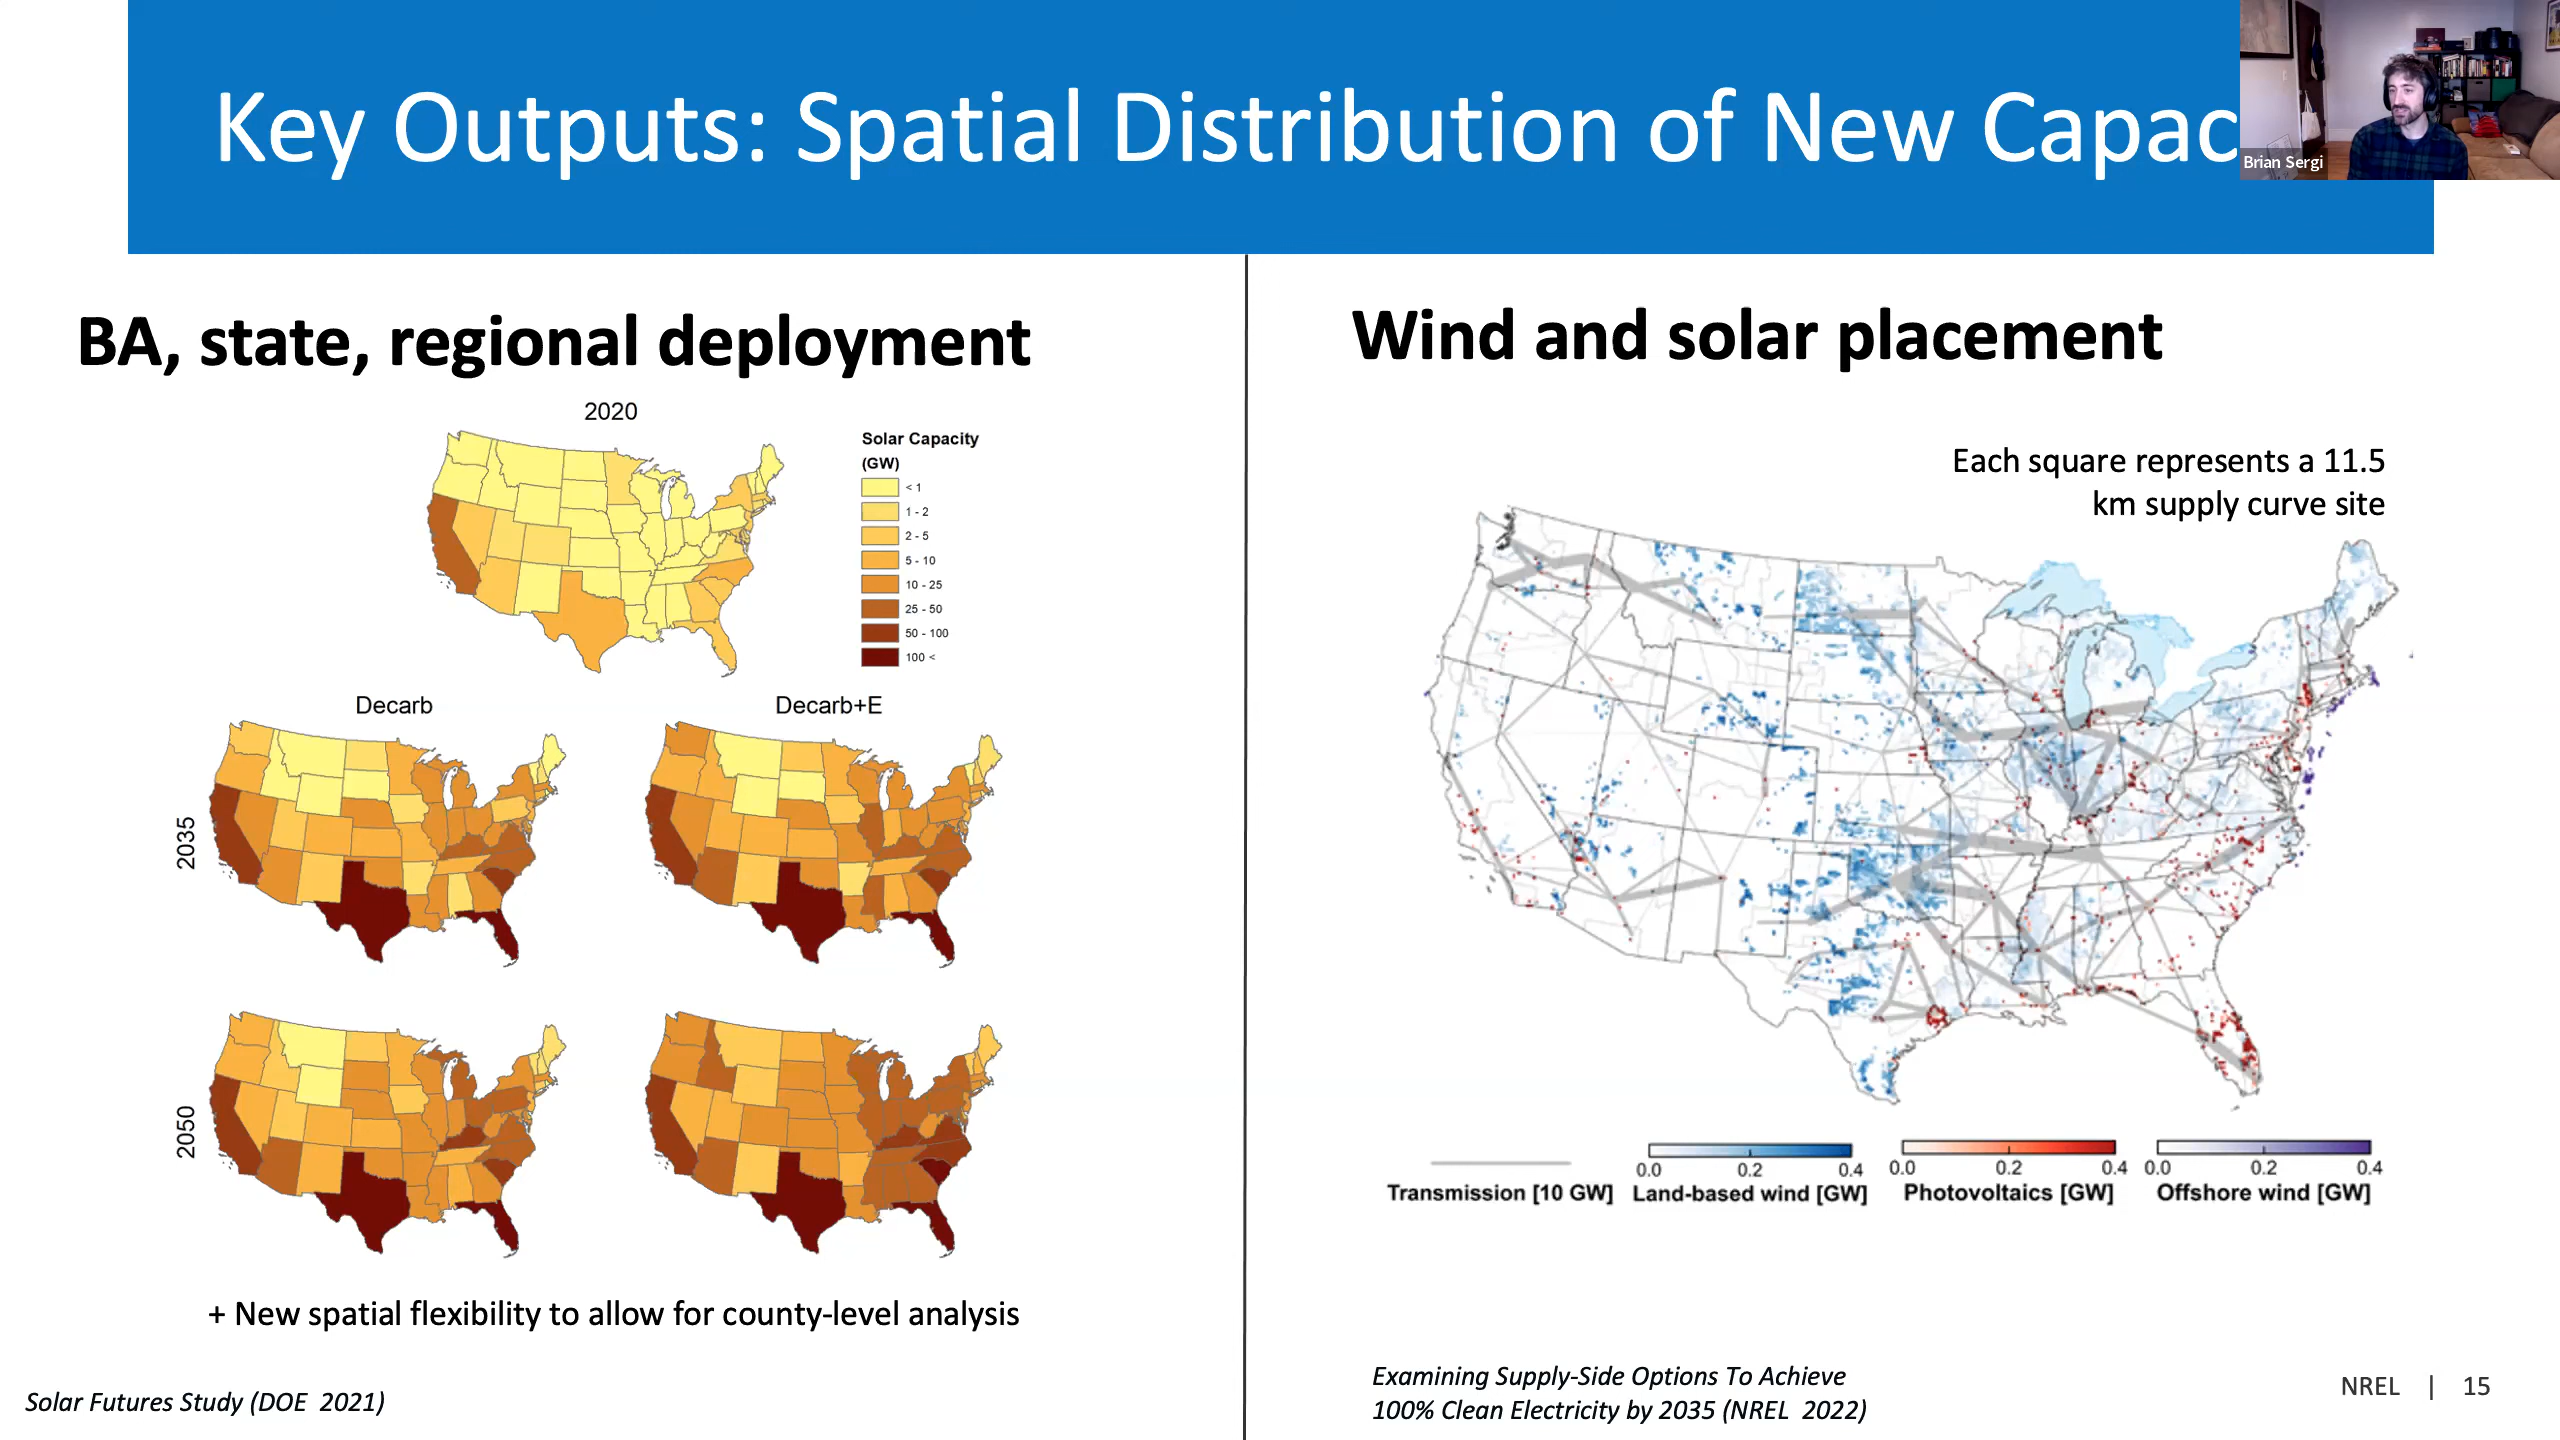 Key Outputs: Spatial Distribution of New Capac
Brian Sergi
BA, state, regional deployment
2020
Solar Capacity
(GW)
< 1
1 - 2
2 - 5
5 - 10
10 - 25
25 - 50
50 - 100
100 <
Decarb
Decarb+E
2035
2050
+ New spatial flexibility to allow for county-level analysis
Solar Futures Study (DOE 2021)
Wind and solar placement
Each square represents a 11.5
km supply curve site
Transmission [10 GW]
0.0 0.2 0.4
Land-based wind [GW]
0.0 0.2 0.4
Photovoltaics [GW]
0.0 0.2 0.4
Offshore wind [GW]
Examining Supply-Side Options To Achieve
100% Clean Electricity by 2035 (NREL 2022)
NREL | 15